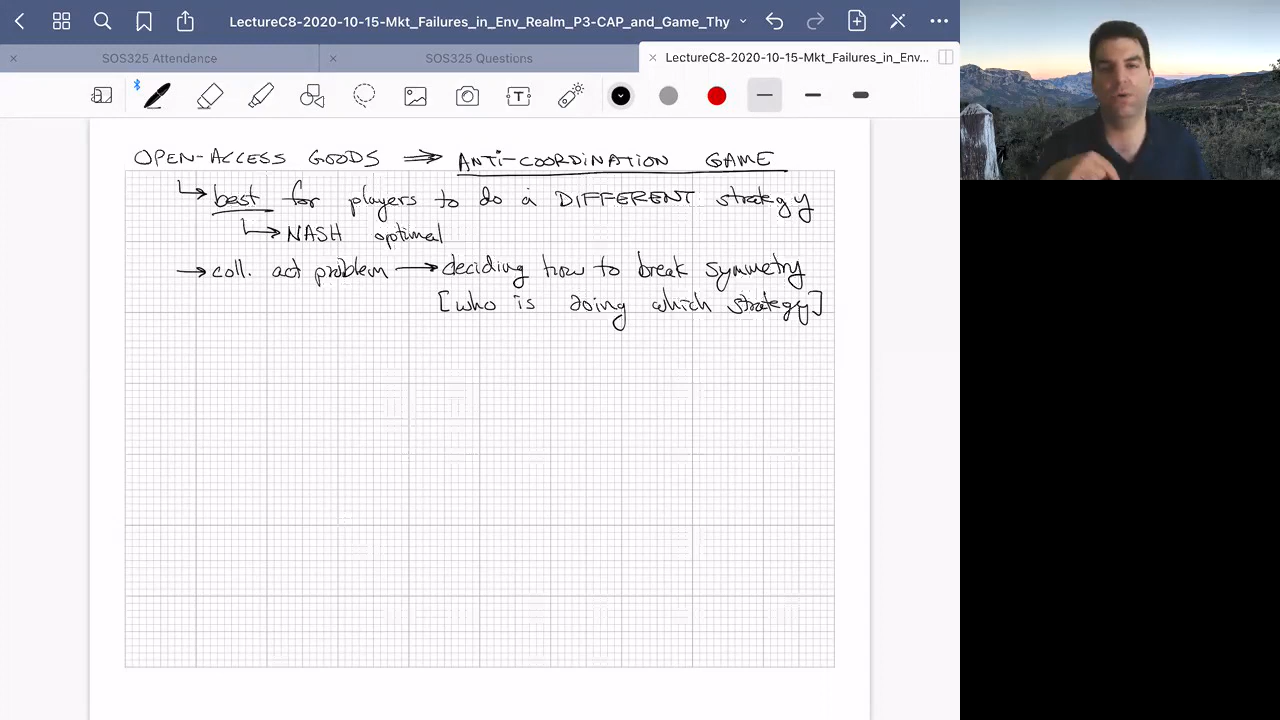 LectureC8-2020-10-15-Mkt_Failures_in_Env_Realm_P3-CAP_and_Game_Thy
SOS325 Attendance
SOS325 Questions
LectureC8-2020-10-15-Mkt_Failures_in_Env...
OPEN-ACCESS GOODS ⇒ ANTI-COORDINATION GAME
↳ best for players to do a DIFFERENT strategy
↳ NASH optimal
→ coll. act problem → deciding how to break symmetry
[who is doing which strategy]